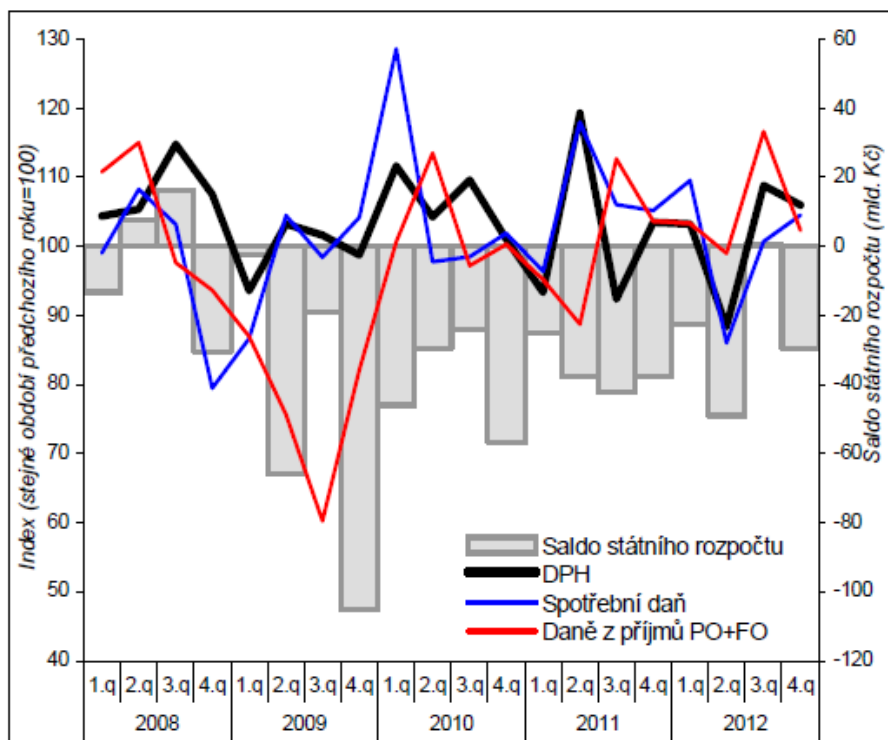 130
120
110
100
90
80
70
60
50
40
Index (stejné období předchozího roku=100)
60
40
20
0
-20
-40
-60
-80
-100
-120
Saldo státního rozpočtu (mld. Kč)
Saldo státního rozpočtu
DPH
Spotřební daň
Daně z příjmů PO+FO
1.q 2.q 3.q 4.q 1.q 2.q 3.q 4.q 1.q 2.q 3.q 4.q 1.q 2.q 3.q 4.q 1.q 2.q 3.q 4.q
2008 2009 2010 2011 2012